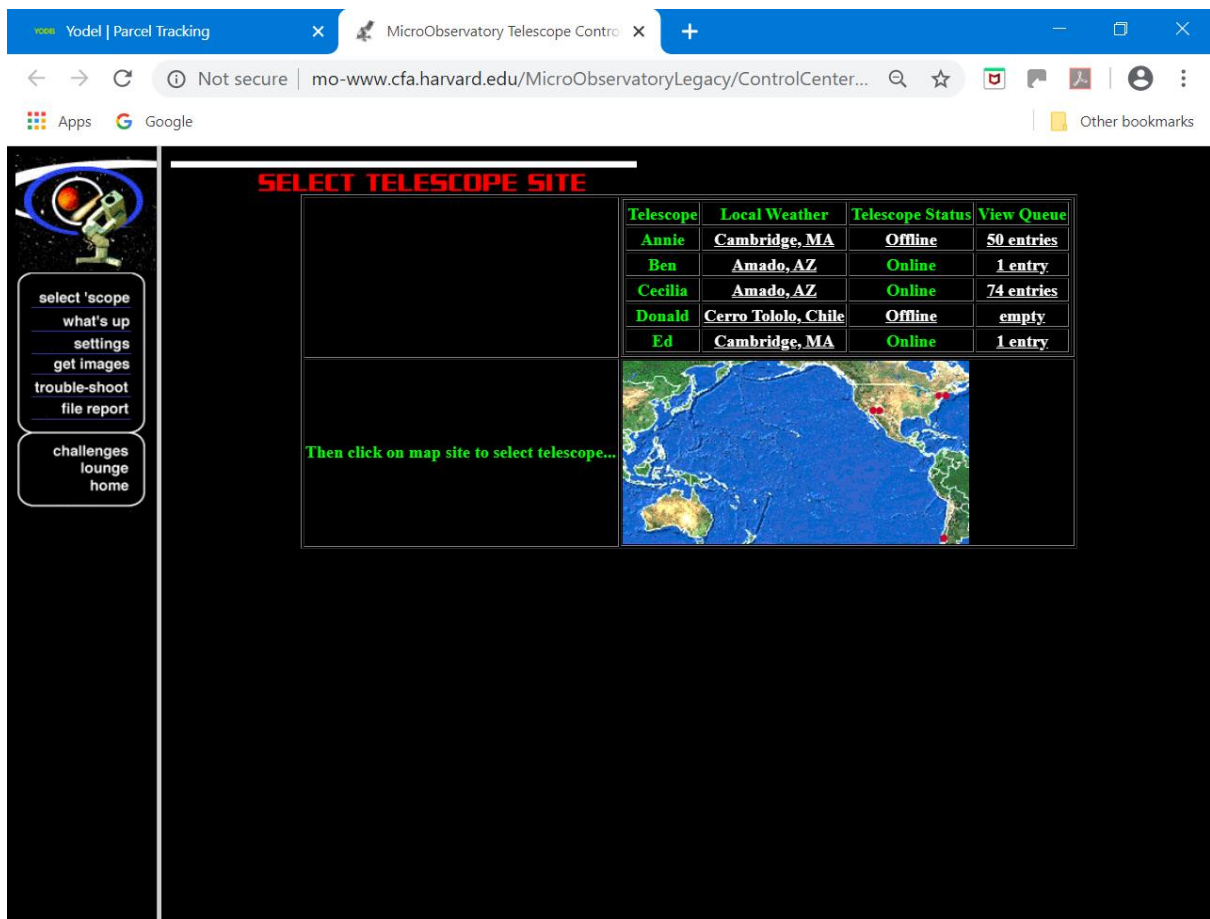 YODEL Yodel | Parcel Tracking
MicroObservatory Telescope Contro
Not secure | mo-www.cfa.harvard.edu/MicroObservatoryLegacy/ControlCenter...
Apps Google Other bookmarks
select 'scope
what's up
settings
get images
trouble-shoot
file report
challenges
lounge
home
SELECT TELESCOPE SITE
Telescope Local Weather Telescope Status View Queue
Annie Cambridge, MA Offline 50 entries
Ben Amado, AZ Online 1 entry
Cecilia Amado, AZ Online 74 entries
Donald Cerro Tololo, Chile Offline empty
Ed Cambridge, MA Online 1 entry
Then click on map site to select telescope...